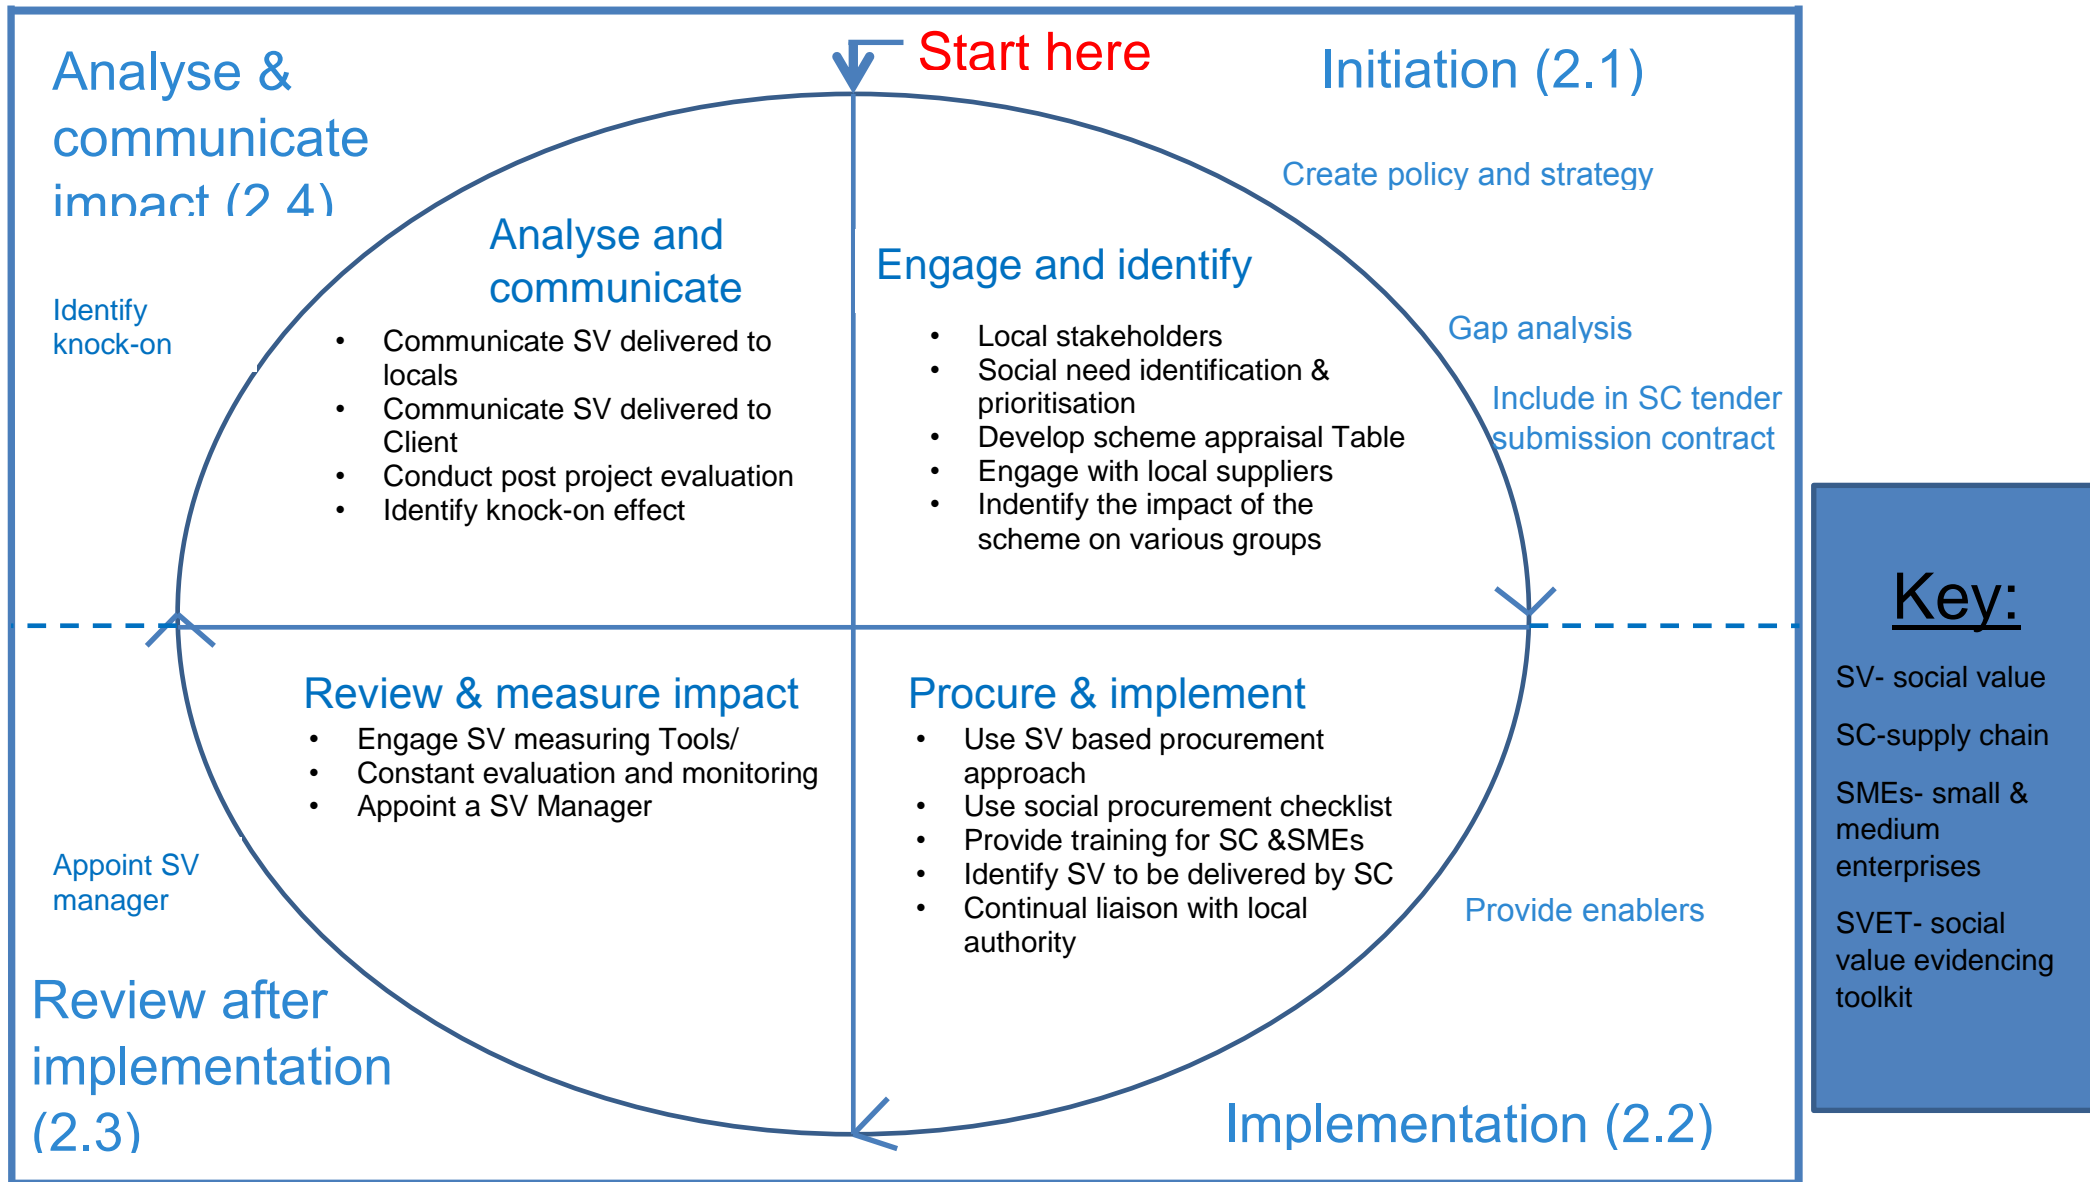 Start here
Analyse &
communicate
impact (2.4)
Identify
knock-on
Initiation (2.1)
Create policy and strategy
Gap analysis
Include in SC tender
submission contract
Analyse and
communicate
• Communicate SV delivered to
locals
• Communicate SV delivered to
Client
• Conduct post project evaluation
• Identify knock-on effect
Engage and identify
• Local stakeholders
• Social need identification &
prioritisation
• Develop scheme appraisal Table
• Engage with local suppliers
• Indentify the impact of the
scheme on various groups
Review & measure impact
• Engage SV measuring Tools/
• Constant evaluation and monitoring
• Appoint a SV Manager
Procure & implement
• Use SV based procurement
approach
• Use social procurement checklist
• Provide training for SC &SMEs
• Identify SV to be delivered by SC
• Continual liaison with local
authority
Appoint SV
manager
Review after
implementation
(2.3)
Provide enablers
Implementation (2.2)
Key:
SV- social value
SC-supply chain
SMEs- small &
medium
enterprises
SVET- social
value evidencing
toolkit